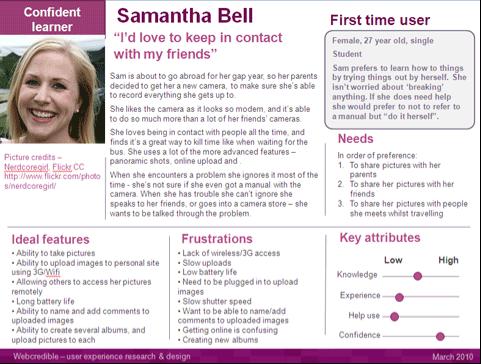 Confident
learner
Samantha Bell
"I'd love to keep in contact
with my friends"
First time user
Female, 27 year old, single
Student
Sam prefers to learn how to things
by trying things out by herself. She
isn't worried about 'breaking'
anything. If she does need help
she would prefer to not to refer to
a manual but "do it herself".
Sam is about to go abroad for her gap year, so her parents
decided to get her a new camera, to make sure she's able
to record everything she gets up to.
She likes the camera as it looks so modern, and it's able
to do so much more than a lot of her friends' cameras.
She loves being in contact with people all the time, and
finds it's a great way to kill time like when waiting for the
bus. She uses a lot of the more advanced features –
panoramic shots, online upload and .
When she encounters a problem she ignores it most of the
time - she's not sure if she even got a manual with the
camera. When she has trouble she can't ignore she
speaks to her friends, or goes into a camera store – she
wants to be talked through the problem.
Picture credits –
Nerdcoregirl, Flickr CC
http://www.flickr.com/photo
s/nerdcoregirl/
Needs
In order of preference:
1. To share pictures with her
parents
2. To share her pictures with her
friends
3. To share pictures with people
she meets whilst travelling
Ideal features
• Ability to take pictures
• Ability to upload images to personal site
using 3G/Wifi
• Allowing others to access her pictures
remotely
• Long battery life
• Ability to name and add comments to
uploaded images
• Ability to create several albums, and
upload pictures to each
Frustrations
• Lack of wireless/3G access
• Slow uploads
• Low battery life
• Need to be plugged in to upload
images
• Slow shutter speed
• Want to be able to name/add
comments to uploaded images
• Getting online is confusing
• Creating new albums
Key attributes
Low High
Knowledge
Experience
Help use
Confidence
Webcredible – user experience research & design
March 2010